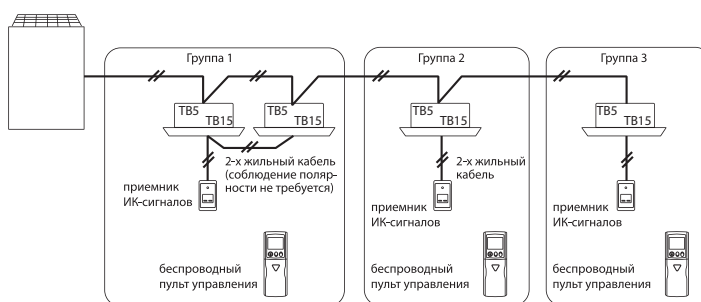 Группа 1
TB5
TB15
TB5
TB15
2-х жильный кабель
(соблюдение поляр-
ности не требуется)
приемник
ИК-сигналов
беспроводный
пульт управления
Группа 2
TB5
TB15
2-х жильный
кабель
приемник
ИК-сигналов
беспроводный
пульт управления
Группа 3
TB5
TB15
приемник
ИК-сигналов
беспроводный
пульт управления